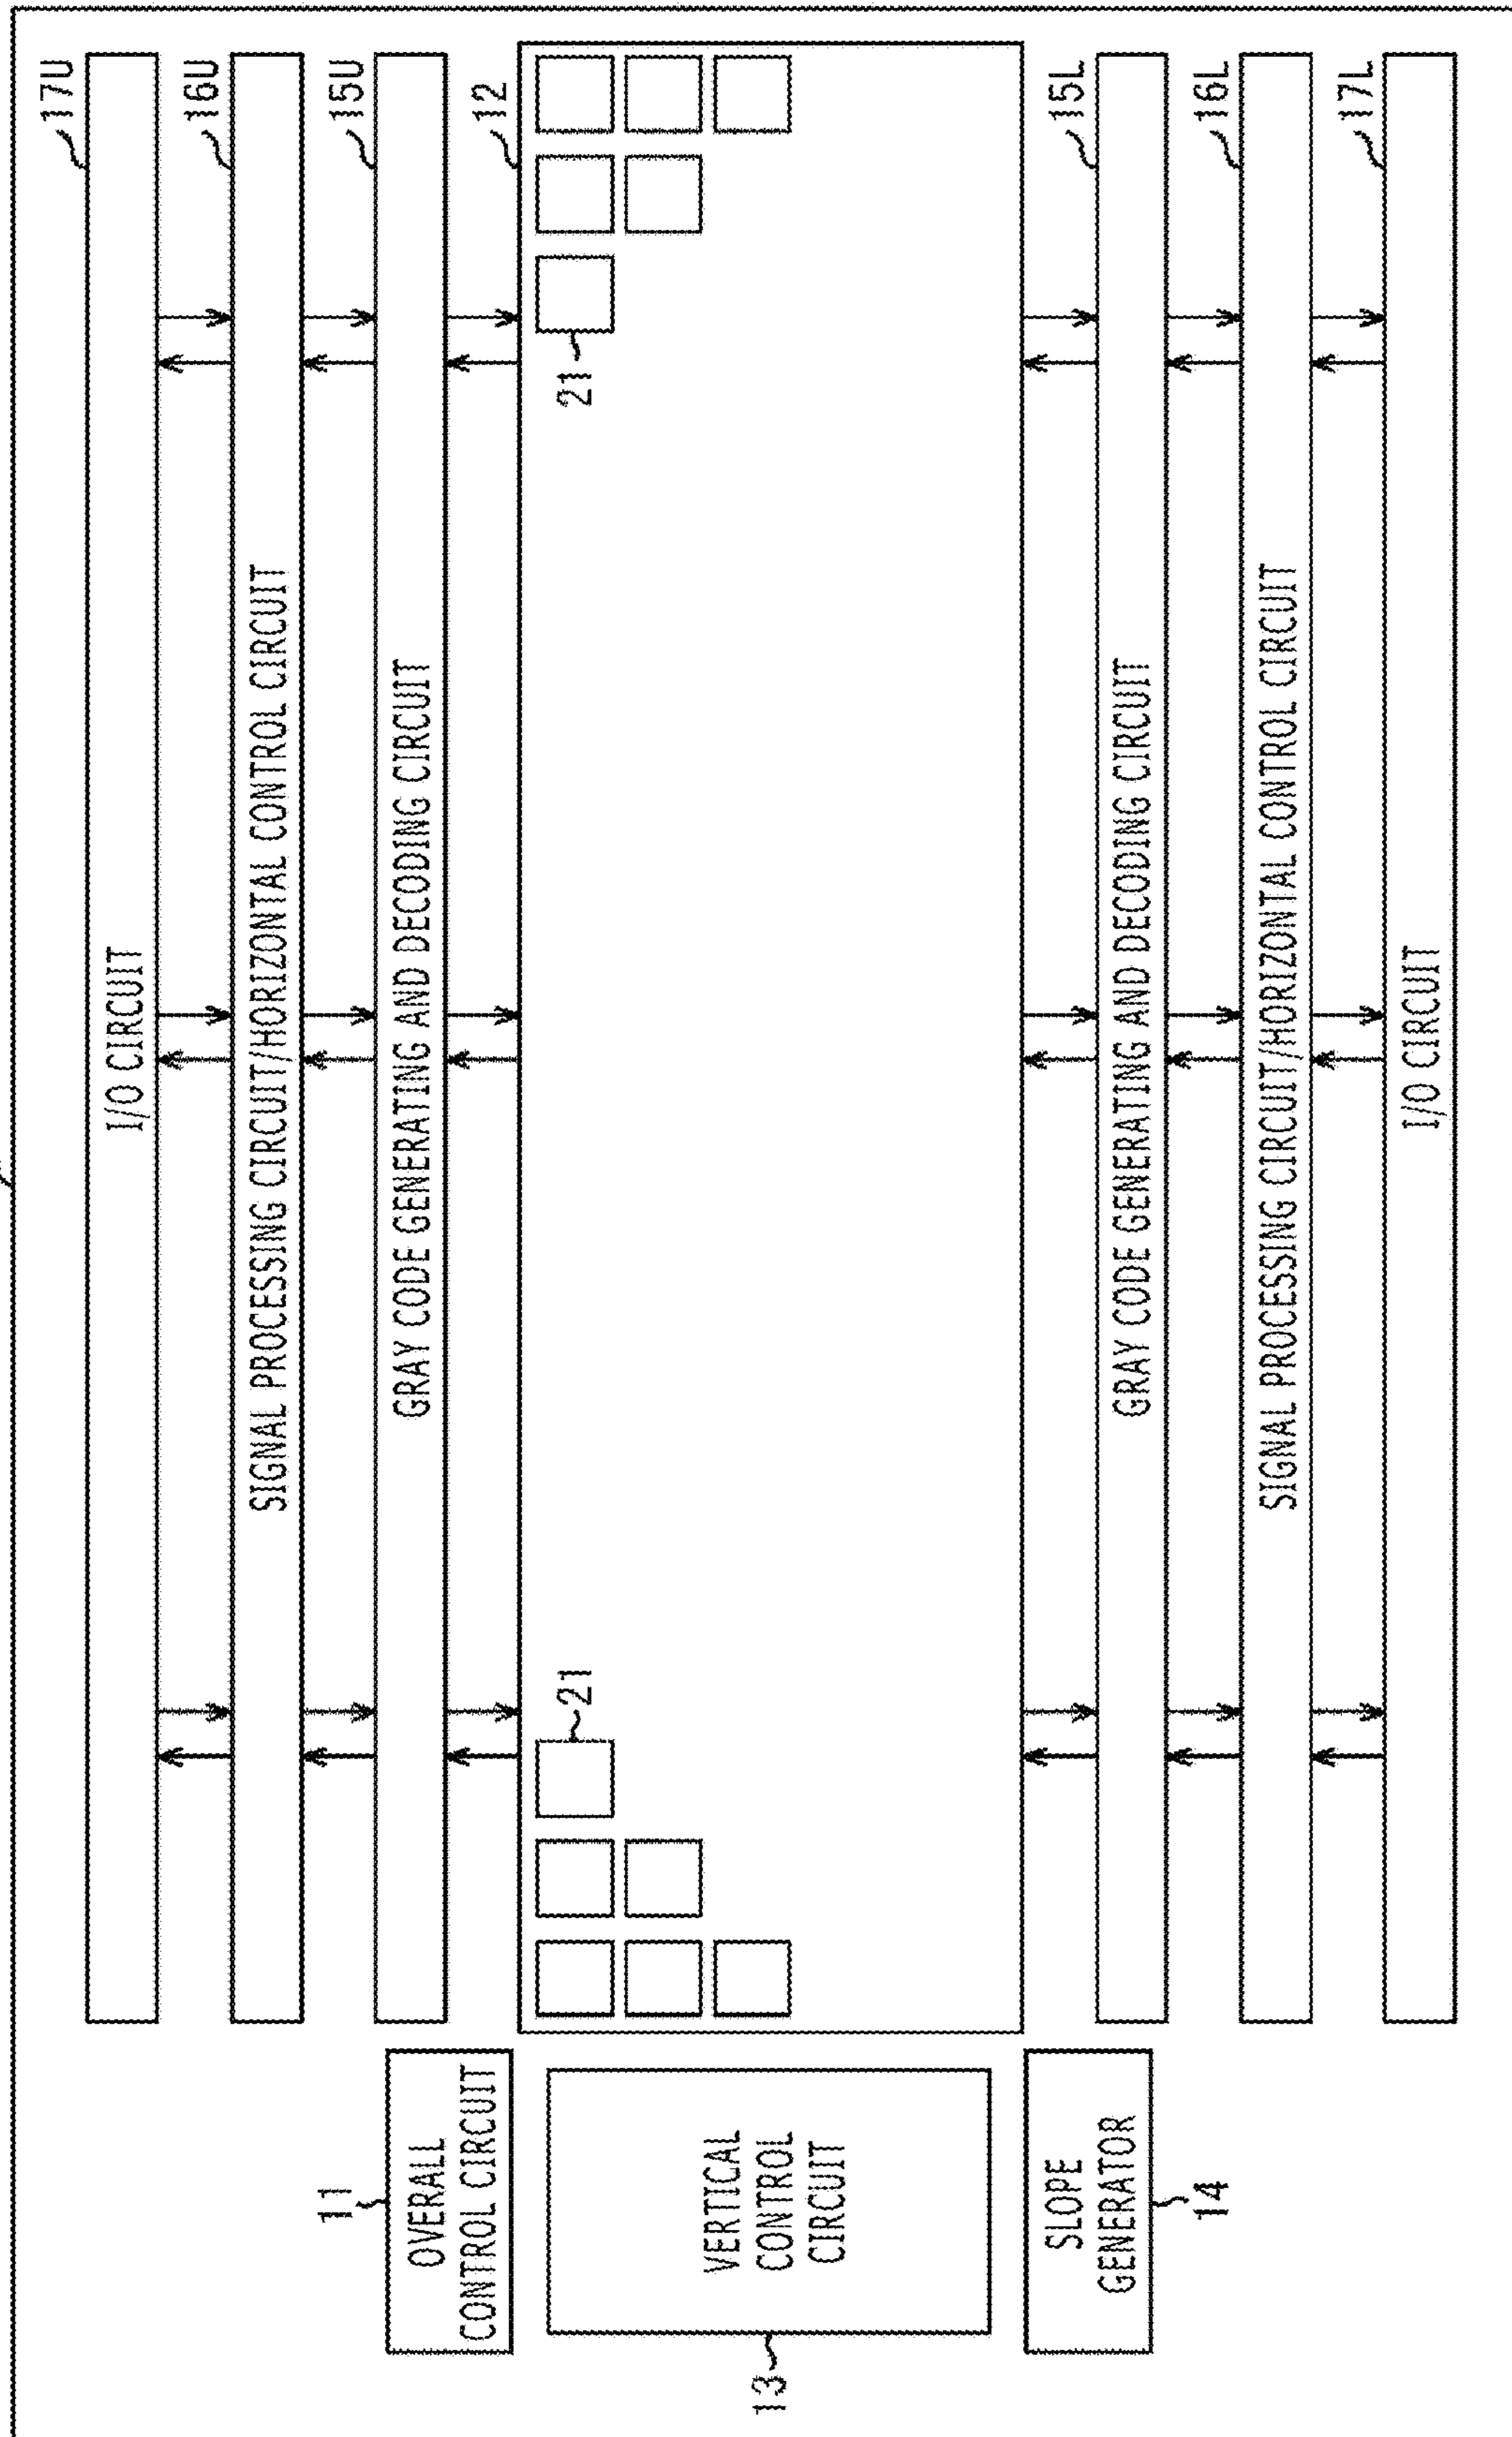 17U
I/O CIRCUIT
16U
SIGNAL PROCESSING CIRCUIT/HORIZONTAL CONTROL CIRCUIT
15U
GRAY CODE GENERATING AND DECODING CIRCUIT
12
21
21
11
OVERALL
CONTROL CIRCUIT
VERTICAL
CONTROL
CIRCUIT
13
SLOPE
GENERATOR
14
15L
GRAY CODE GENERATING AND DECODING CIRCUIT
16L
SIGNAL PROCESSING CIRCUIT/HORIZONTAL CONTROL CIRCUIT
17L
I/O CIRCUIT